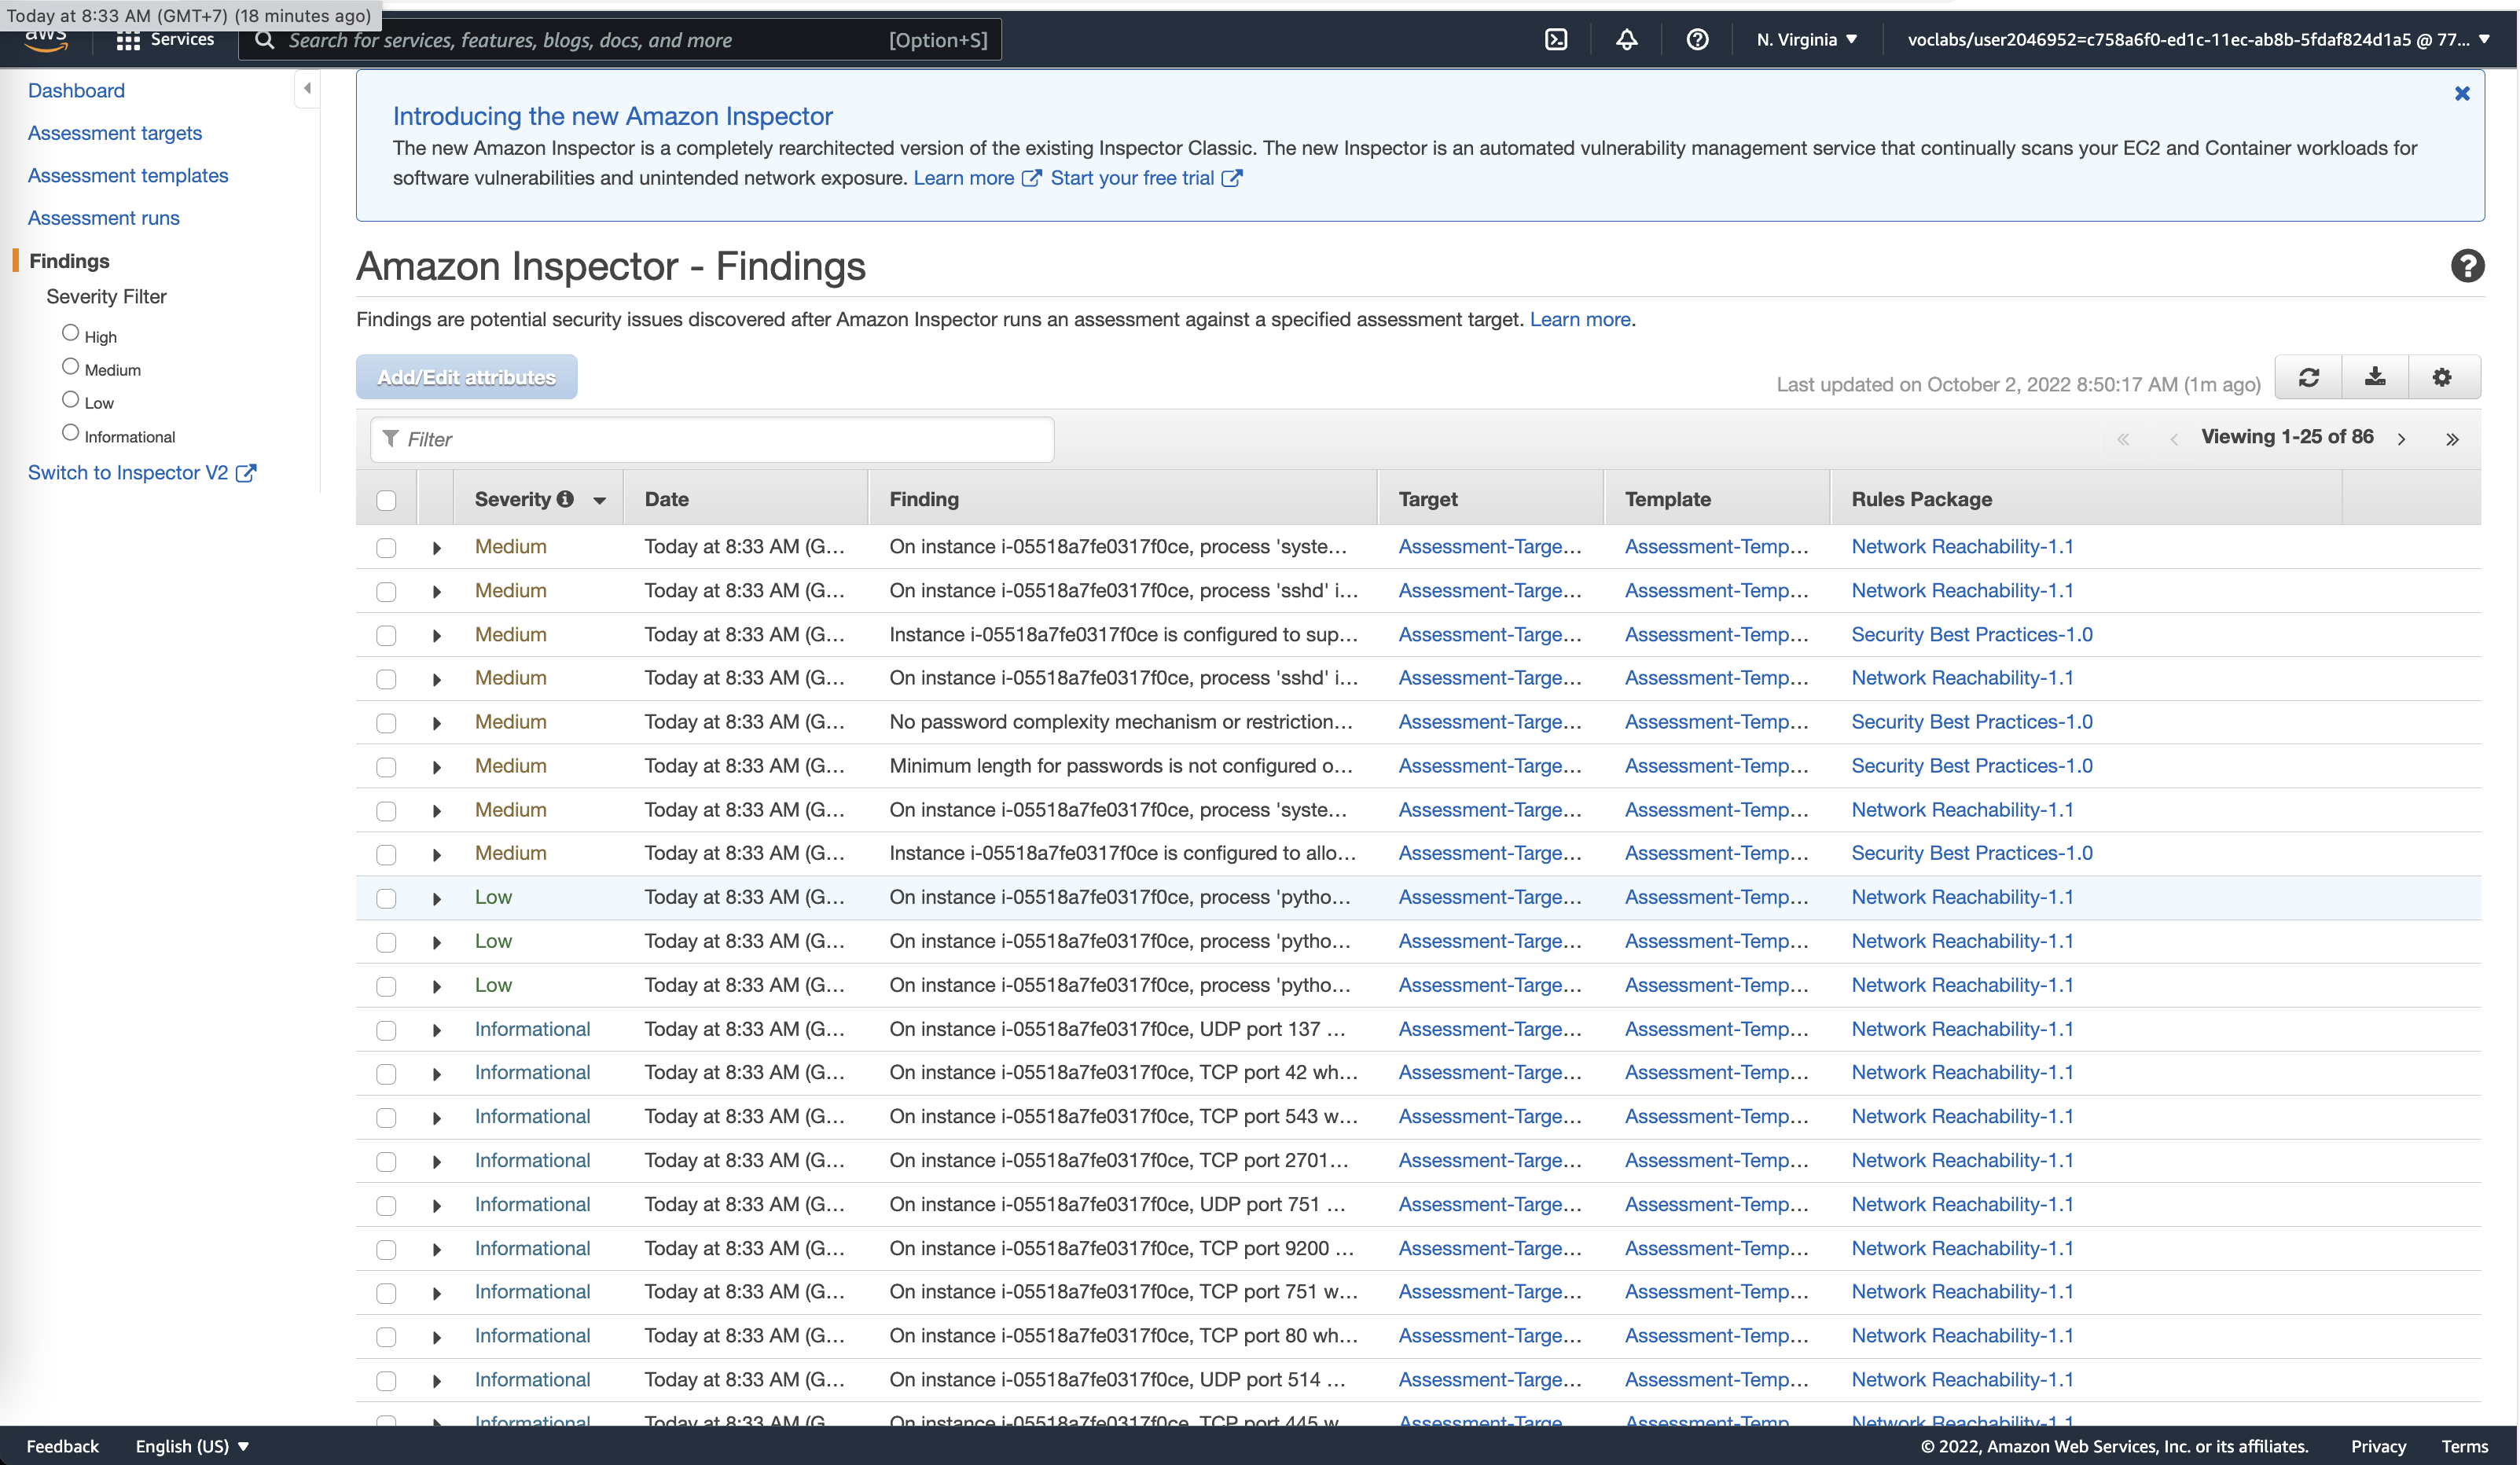 Today at 8:33 AM (GMT+7) (18 minutes ago)
aws
Services
Search for services, features, blogs, docs, and more
[Option+S]
N. Virginia
voclabs/user2046952=c758a6f0-ed1c-11ec-ab8b-5fdaf824d1a5 @ 77...
Dashboard
Assessment targets
Assessment templates
Assessment runs
Findings
Severity Filter
High
Medium
Low
Informational
Switch to Inspector V2
Introducing the new Amazon Inspector
The new Amazon Inspector is a completely rearchitected version of the existing Inspector Classic. The new Inspector is an automated vulnerability management service that continually scans your EC2 and Container workloads for
software vulnerabilities and unintended network exposure. Learn more Start your free trial
Amazon Inspector - Findings
Findings are potential security issues discovered after Amazon Inspector runs an assessment against a specified assessment target. Learn more.
Add/Edit attributes
Last updated on October 2, 2022 8:50:17 AM (1m ago)
Filter
Viewing 1-25 of 86
Severity Date Finding Target Template Rules Package
Medium Today at 8:33 AM (G... On instance i-05518a7fe0317f0ce, process 'syste... Assessment-Targe... Assessment-Temp... Network Reachability-1.1
Medium Today at 8:33 AM (G... On instance i-05518a7fe0317f0ce, process 'sshd' i... Assessment-Targe... Assessment-Temp... Network Reachability-1.1
Medium Today at 8:33 AM (G... Instance i-05518a7fe0317f0ce is configured to sup... Assessment-Targe... Assessment-Temp... Security Best Practices-1.0
Medium Today at 8:33 AM (G... On instance i-05518a7fe0317f0ce, process 'sshd' i... Assessment-Targe... Assessment-Temp... Network Reachability-1.1
Medium Today at 8:33 AM (G... No password complexity mechanism or restriction... Assessment-Targe... Assessment-Temp... Security Best Practices-1.0
Medium Today at 8:33 AM (G... Minimum length for passwords is not configured o... Assessment-Targe... Assessment-Temp... Security Best Practices-1.0
Medium Today at 8:33 AM (G... On instance i-05518a7fe0317f0ce, process 'syste... Assessment-Targe... Assessment-Temp... Network Reachability-1.1
Medium Today at 8:33 AM (G... Instance i-05518a7fe0317f0ce is configured to allo... Assessment-Targe... Assessment-Temp... Security Best Practices-1.0
Low Today at 8:33 AM (G... On instance i-05518a7fe0317f0ce, process 'pytho... Assessment-Targe... Assessment-Temp... Network Reachability-1.1
Low Today at 8:33 AM (G... On instance i-05518a7fe0317f0ce, process 'pytho... Assessment-Targe... Assessment-Temp... Network Reachability-1.1
Low Today at 8:33 AM (G... On instance i-05518a7fe0317f0ce, process 'pytho... Assessment-Targe... Assessment-Temp... Network Reachability-1.1
Informational Today at 8:33 AM (G... On instance i-05518a7fe0317f0ce, UDP port 137 ... Assessment-Targe... Assessment-Temp... Network Reachability-1.1
Informational Today at 8:33 AM (G... On instance i-05518a7fe0317f0ce, TCP port 42 wh... Assessment-Targe... Assessment-Temp... Network Reachability-1.1
Informational Today at 8:33 AM (G... On instance i-05518a7fe0317f0ce, TCP port 543 w... Assessment-Targe... Assessment-Temp... Network Reachability-1.1
Informational Today at 8:33 AM (G... On instance i-05518a7fe0317f0ce, TCP port 2701... Assessment-Targe... Assessment-Temp... Network Reachability-1.1
Informational Today at 8:33 AM (G... On instance i-05518a7fe0317f0ce, UDP port 751 ... Assessment-Targe... Assessment-Temp... Network Reachability-1.1
Informational Today at 8:33 AM (G... On instance i-05518a7fe0317f0ce, TCP port 9200 ... Assessment-Targe... Assessment-Temp... Network Reachability-1.1
Informational Today at 8:33 AM (G... On instance i-05518a7fe0317f0ce, TCP port 751 w... Assessment-Targe... Assessment-Temp... Network Reachability-1.1
Informational Today at 8:33 AM (G... On instance i-05518a7fe0317f0ce, TCP port 80 wh... Assessment-Targe... Assessment-Temp... Network Reachability-1.1
Informational Today at 8:33 AM (G... On instance i-05518a7fe0317f0ce, UDP port 514 ... Assessment-Targe... Assessment-Temp... Network Reachability-1.1
Informational Today at 8:33 AM (G On instance i-05518a7fe0317f0ce, TCP port 445 w Assessment-Targe Assessment-Temp Network Reachability-1.1
Feedback English (US) © 2022, Amazon Web Services, Inc. or its affiliates. Privacy Terms